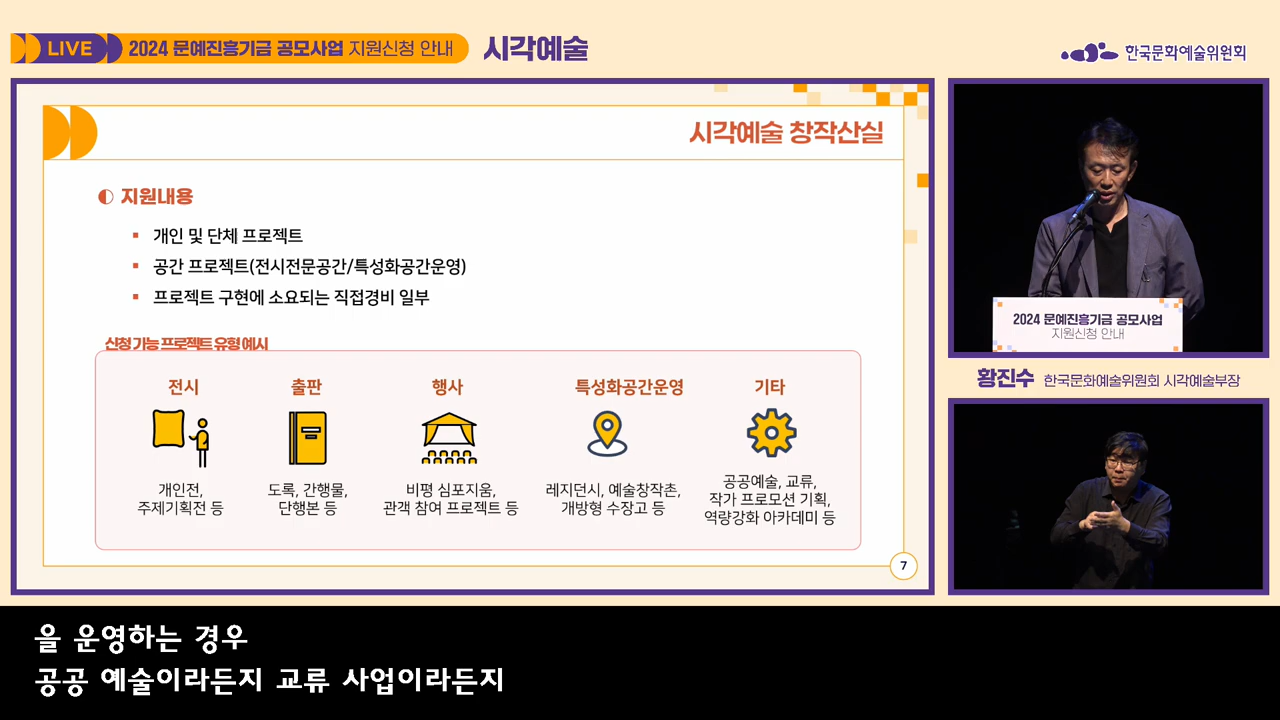 LIVE 2024 문예진흥기금 공모사업 지원신청 안내 시각예술
한국문화예술위원회
시각예술 창작산실
지원내용
개인 및 단체 프로젝트
공간 프로젝트(전시전문공간/특성화공간운영)
프로젝트 구현에 소요되는 직접경비 일부
신청 가능 프로젝트 유형 예시
전시 출판 행사 특성화공간운영 기타
개인전,
주제기획전 등
도록, 간행물,
단행본 등
비평 심포지움,
관객 참여 프로젝트 등
레지던시, 예술창작촌,
개방형 수장고 등
공공예술, 교류,
작가 프로모션 기획,
역량강화 아카데미 등
7
2024 문예진흥기금 공모사업
지원신청 안내
황진수 한국문화예술위원회 시각예술부장
을 운영하는 경우
공공 예술이라든지 교류 사업이라든지